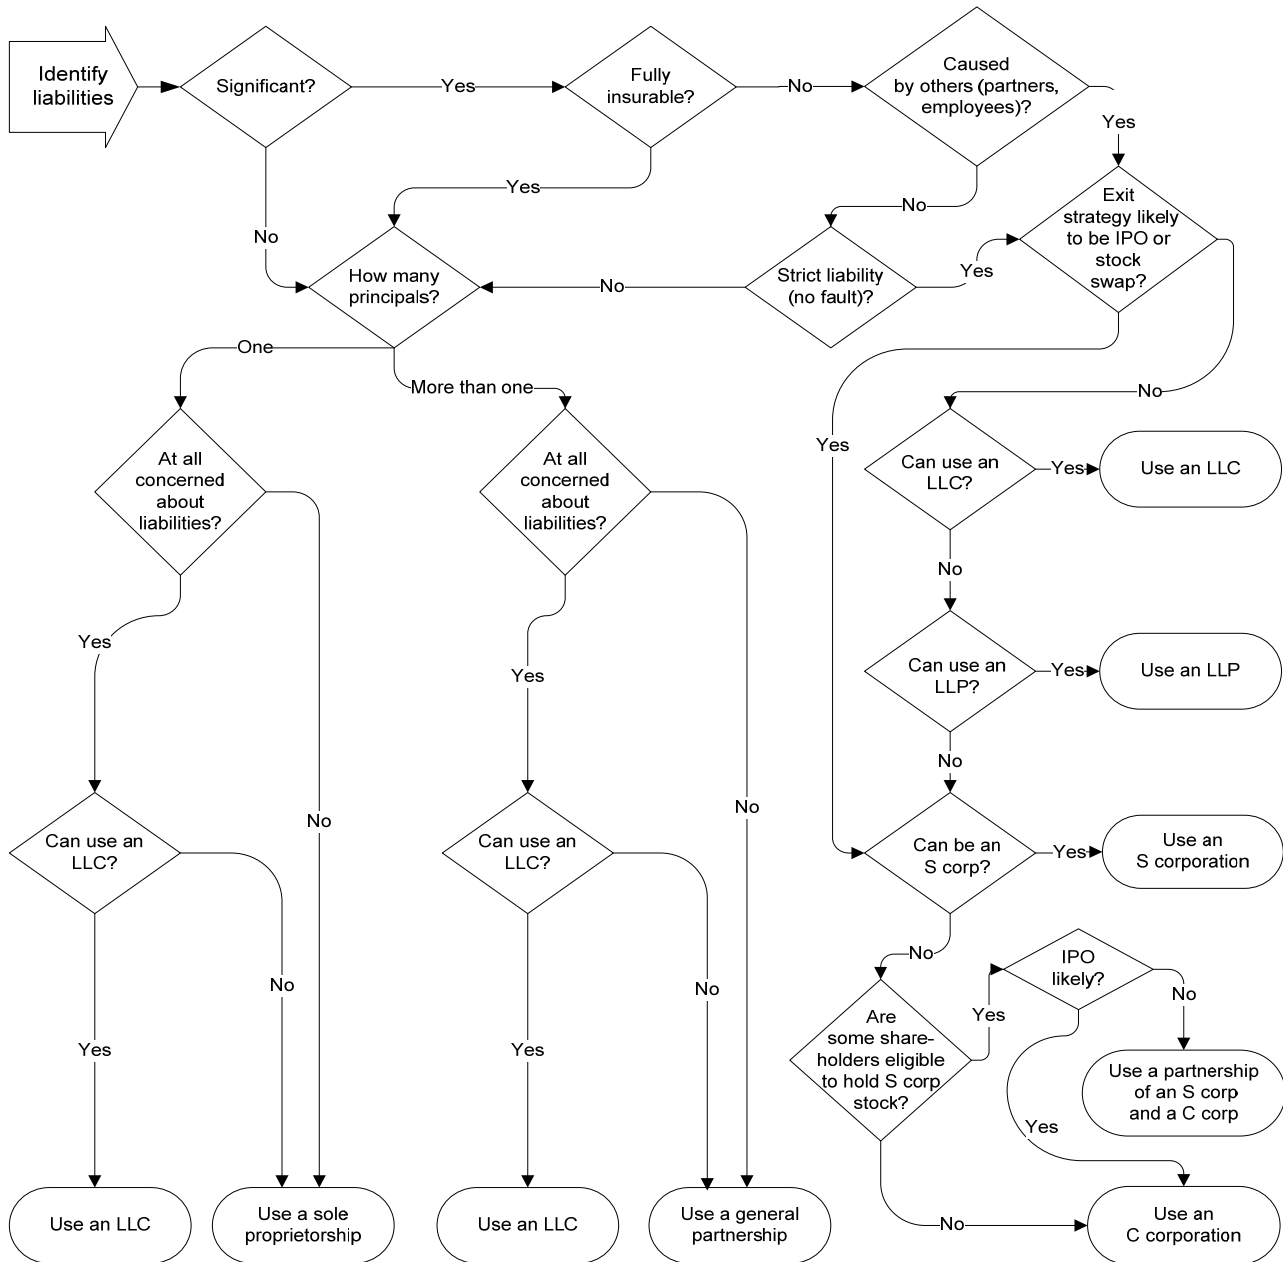 Identify
liabilities
Significant?
Yes
Fully
insurable?
No
Caused
by others (partners,
employees)?
Yes
Yes
No
No
Exit
strategy likely
to be IPO or
stock
swap?
How many
principals?
No
Strict liability
(no fault)?
Yes
One
More than one
No
Yes
At all
concerned
about
liabilities?
At all
concerned
about
liabilities?
Can use an
LLC?
Yes
Use an LLC
No
Yes
Yes
Can use an
LLP?
Yes
Use an LLP
No
No
No
Can use an
LLC?
Can use an
LLC?
Can be an
S corp?
Yes
Use an
S corporation
No
No
No
IPO
likely?
No
Yes
Are
some share-
holders eligible
to hold S corp
stock?
Yes
Yes
Use a partnership
of an S corp
and a C corp
Yes
Use an LLC
Use a sole
proprietorship
Use an LLC
Use a general
partnership
No
Use an
C corporation